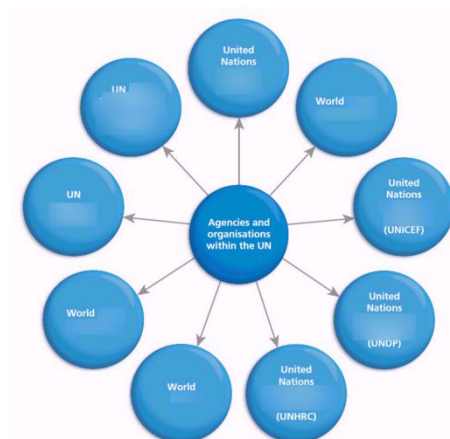 United
Nations
World
United
Nations
(UNICEF)
United
Nations
(UNDP)
United
Nations
(UNHRC)
World
World
UN
UN
Agencies and
organisations
within the UN